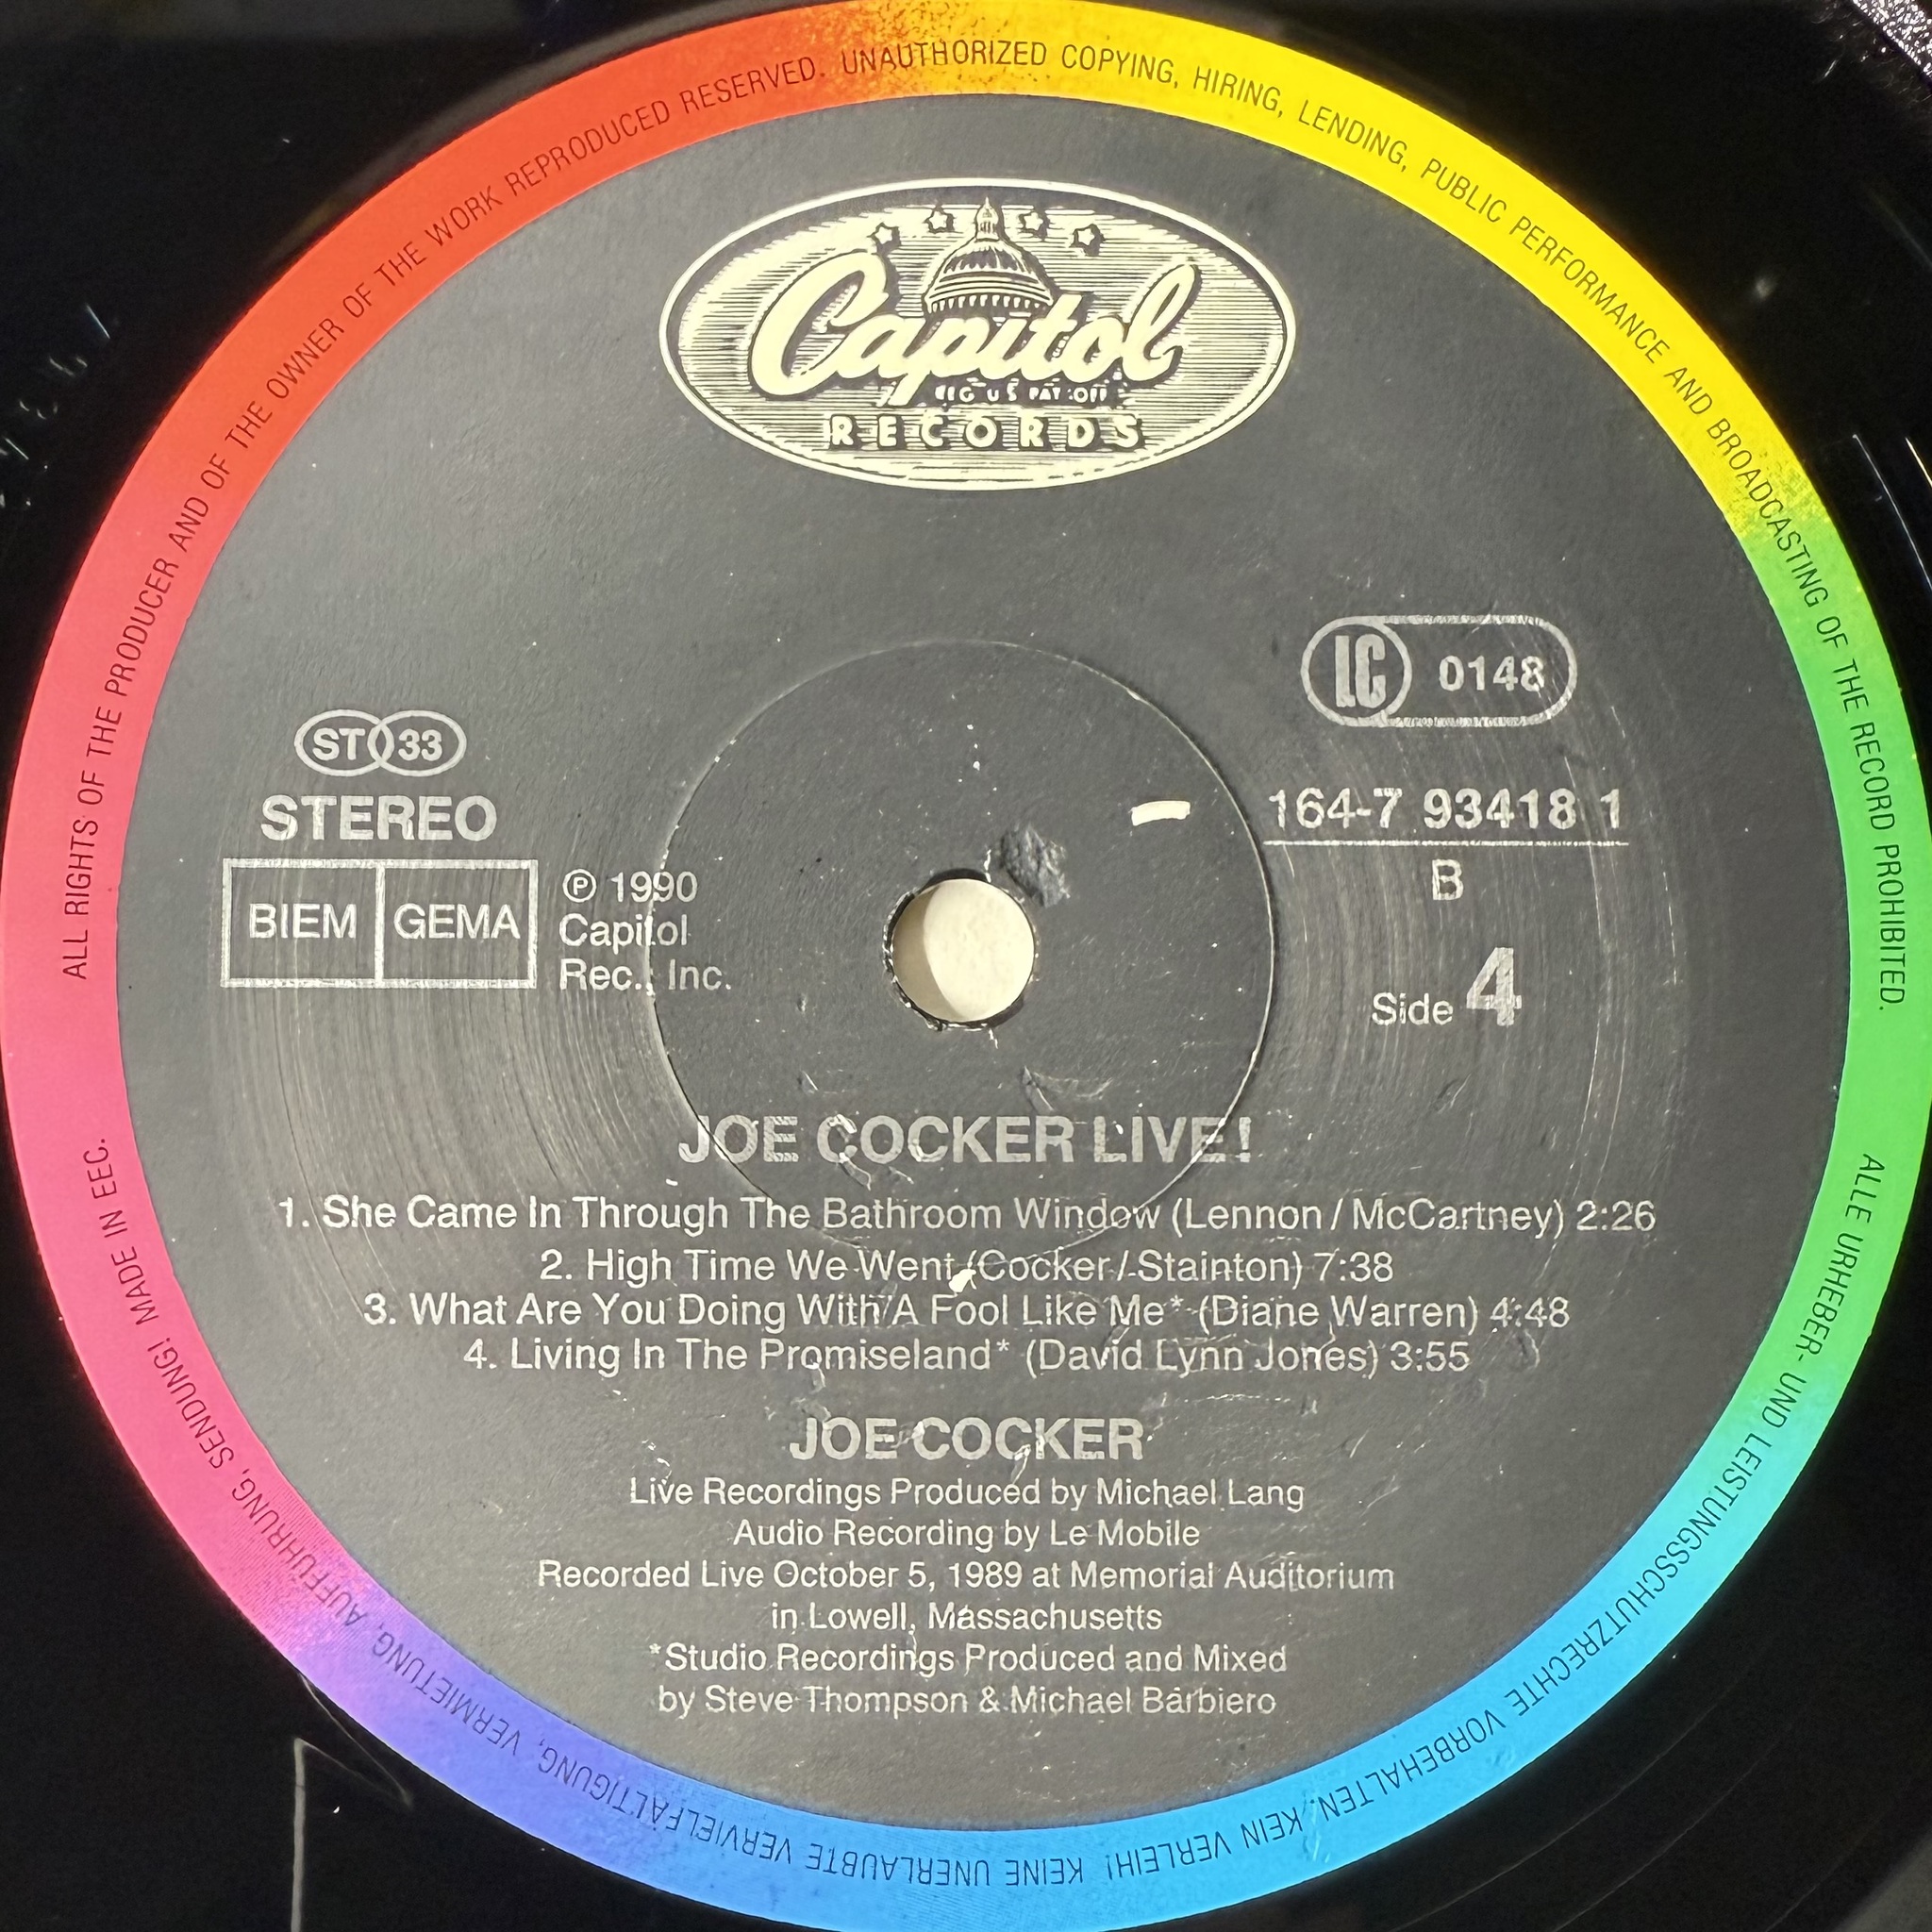 ALL RIGHTS OF THE PRODUCER AND OF THE OWNER OF THE WORK REPRODUCED RESERVED. UNAUTHORIZED COPYING, HIRING, LENDING, PUBLIC PERFORMANCE AND BROADCASTING OF THE RECORD PROHIBITED.
Capitol
REG US PAT OFF
RECORDS
LC 0148
ST 33
STEREO
BIEM GEMA
℗ 1990
Capitol
Rec., Inc.
164-7 93418 1
B
Side 4
JOE COCKER LIVE!
1. She Came In Through The Bathroom Window (Lennon / McCartney) 2:26
2. High Time We Went (Cocker / Stainton) 7:38
3. What Are You Doing With A Fool Like Me* (Diane Warren) 4:48
4. Living In The Promiseland* (David Lynn Jones) 3:55
JOE COCKER
Live Recordings Produced by Michael Lang
Audio Recording by Le Mobile
Recorded Live October 5, 1989 at Memorial Auditorium
in Lowell, Massachusetts
*Studio Recordings Produced and Mixed
by Steve Thompson & Michael Barbiero
ALLE URHEBER- UND LEISTUNGSSCHUTZRECHTE VORBEHALTEN. KEIN VERLEIH! KEINE UNERLAUBTE VERVIELFÄLTIGUNG, VERMIETUNG, AUFFÜHRUNG, SENDUNG! MADE IN EEC.